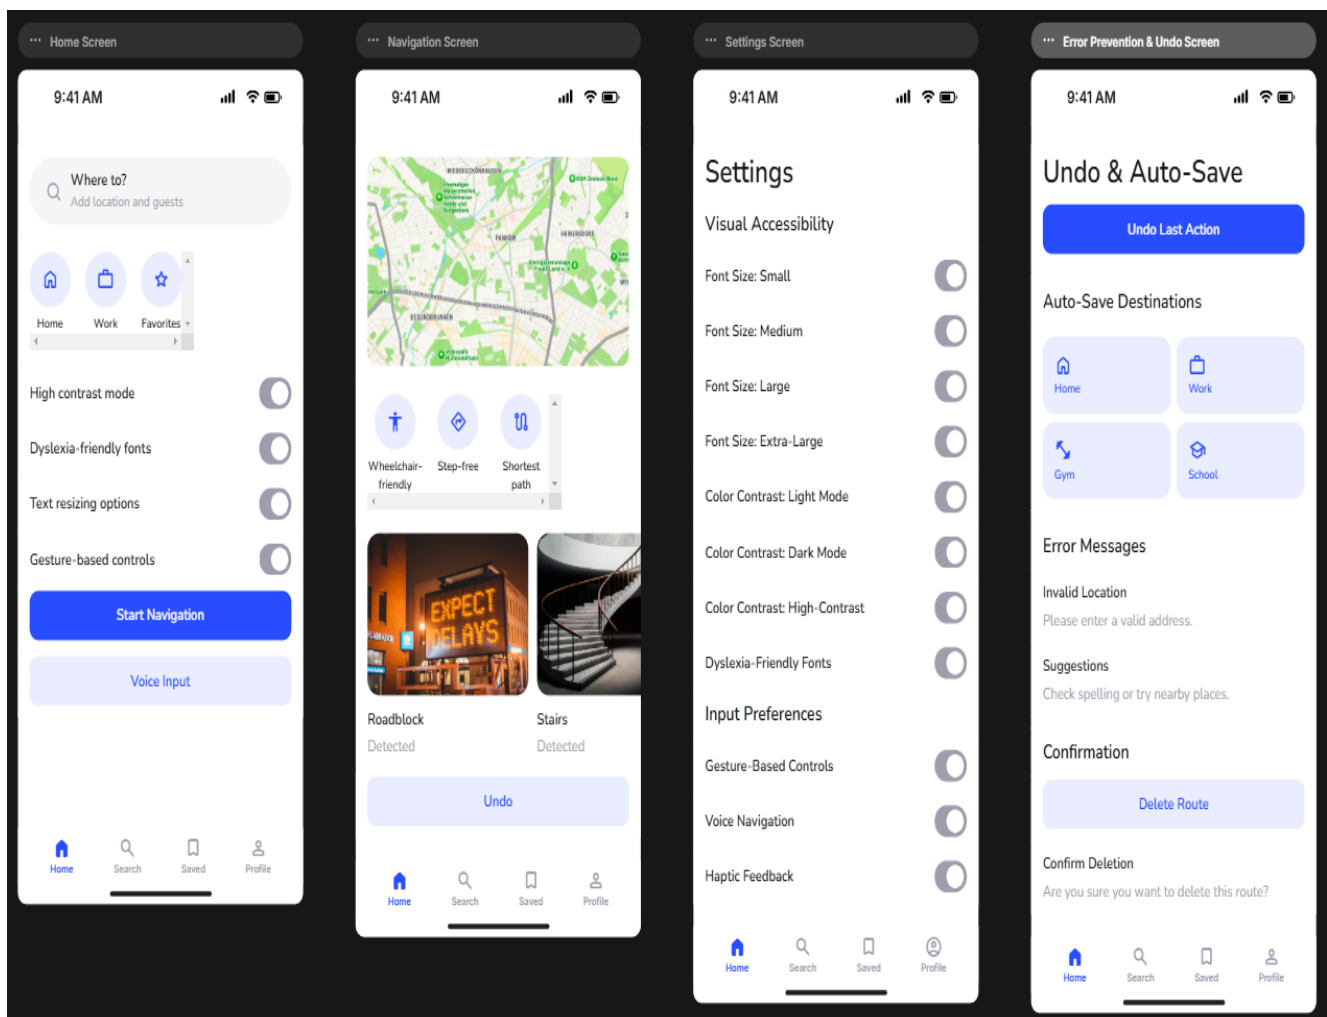 Home Screen
9:41 AM
Where to?
Add location and guests
Home Work Favorites
High contrast mode
Dyslexia-friendly fonts
Text resizing options
Gesture-based controls
Start Navigation
Voice Input
Home Search Saved Profile
Navigation Screen
9:41 AM
PANKOW
HEINERSDORF
GESUNDBRUNNEN
Wheelchair-
friendly
Step-free
Shortest
path
EXPECT
DELAYS
Roadblock
Detected
Stairs
Detected
Undo
Home Search Saved Profile
Settings Screen
9:41 AM
Settings
Visual Accessibility
Font Size: Small
Font Size: Medium
Font Size: Large
Font Size: Extra-Large
Color Contrast: Light Mode
Color Contrast: Dark Mode
Color Contrast: High-Contrast
Dyslexia-Friendly Fonts
Input Preferences
Gesture-Based Controls
Voice Navigation
Haptic Feedback
Home Search Saved Profile
Error Prevention & Undo Screen
9:41 AM
Undo & Auto-Save
Undo Last Action
Auto-Save Destinations
Home
Work
Gym
School
Error Messages
Invalid Location
Please enter a valid address.
Suggestions
Check spelling or try nearby places.
Confirmation
Delete Route
Confirm Deletion
Are you sure you want to delete this route?
Home Search Saved Profile